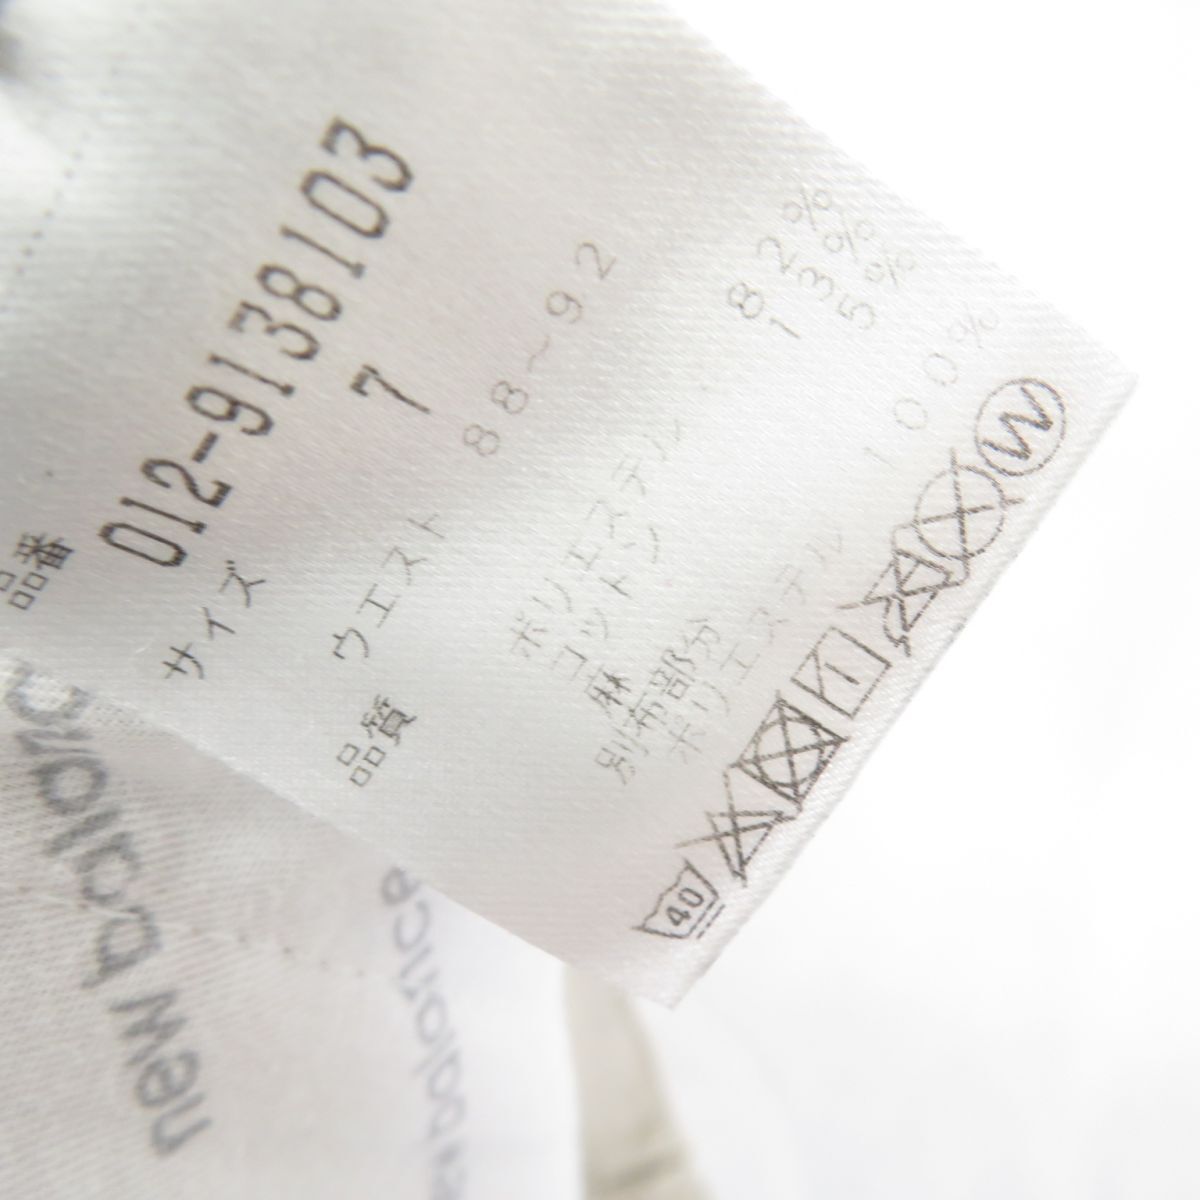 品番
012-9138103
サイズ 7
ウエスト 88～92
品質
ポリエステル 82%
コットン 13%
麻 5%
別布部分
ポリエステル 100%
40
W
new balanc
balance